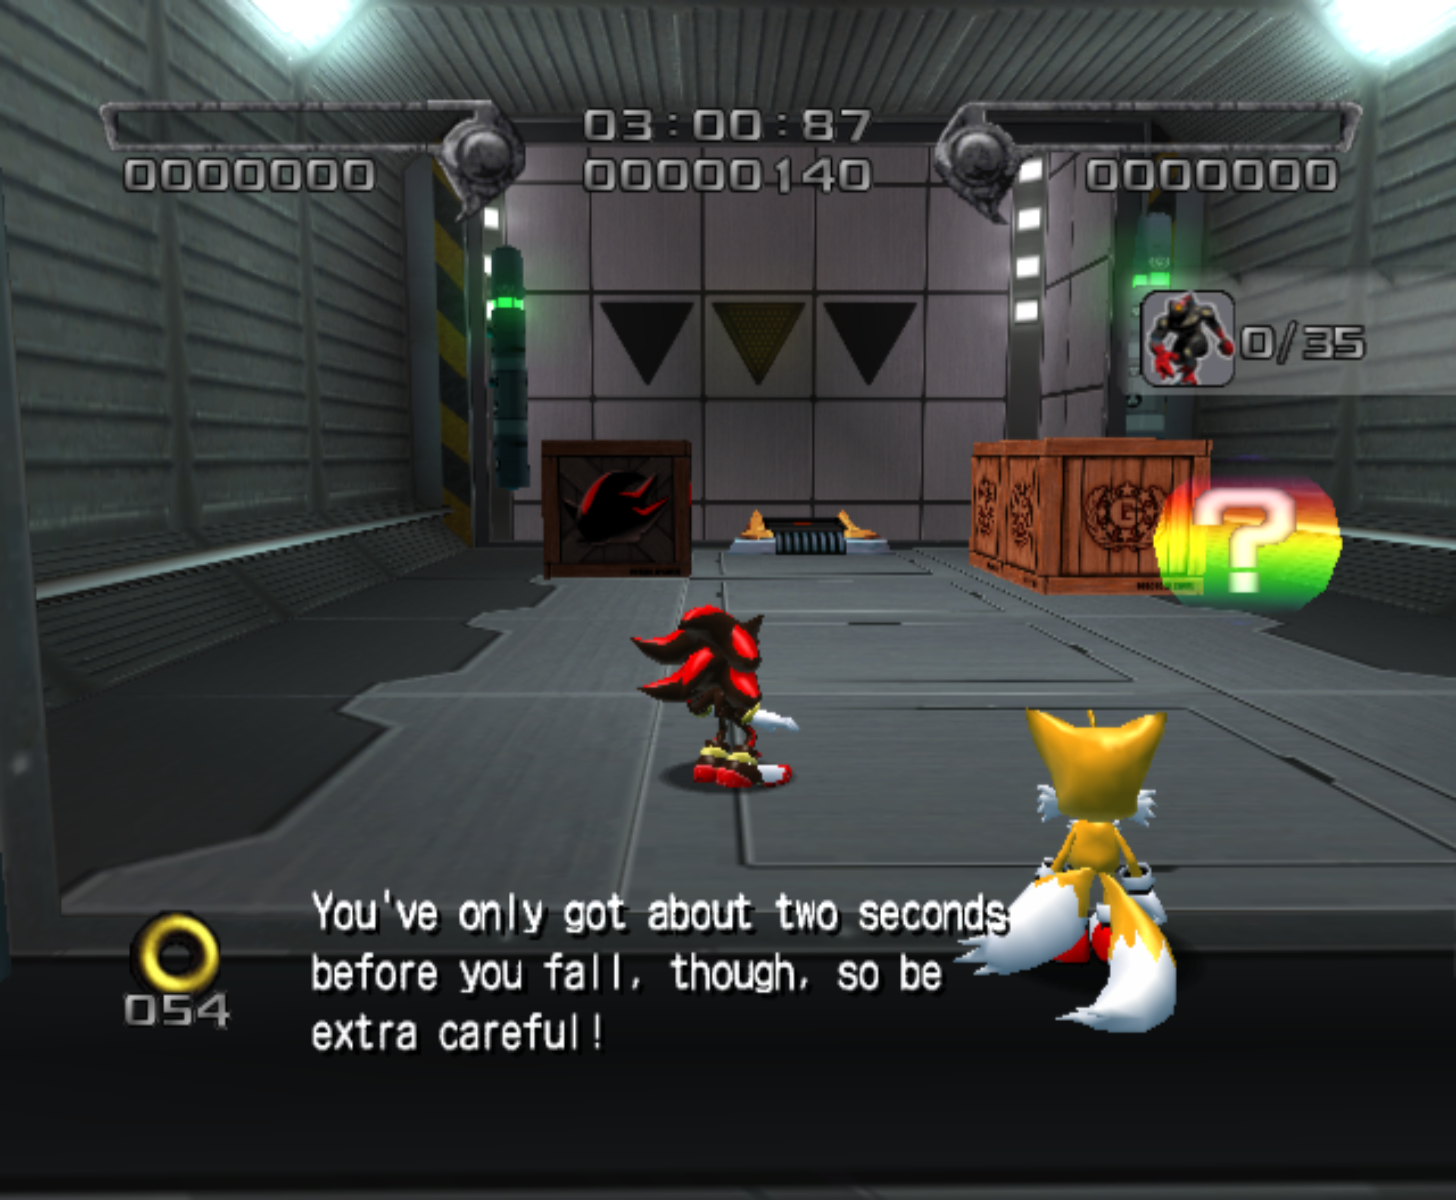 03:00:87
0000000 00000140 0000000
0/35
G
?
054
You've only got about two seconds
before you fall, though, so be
extra careful!